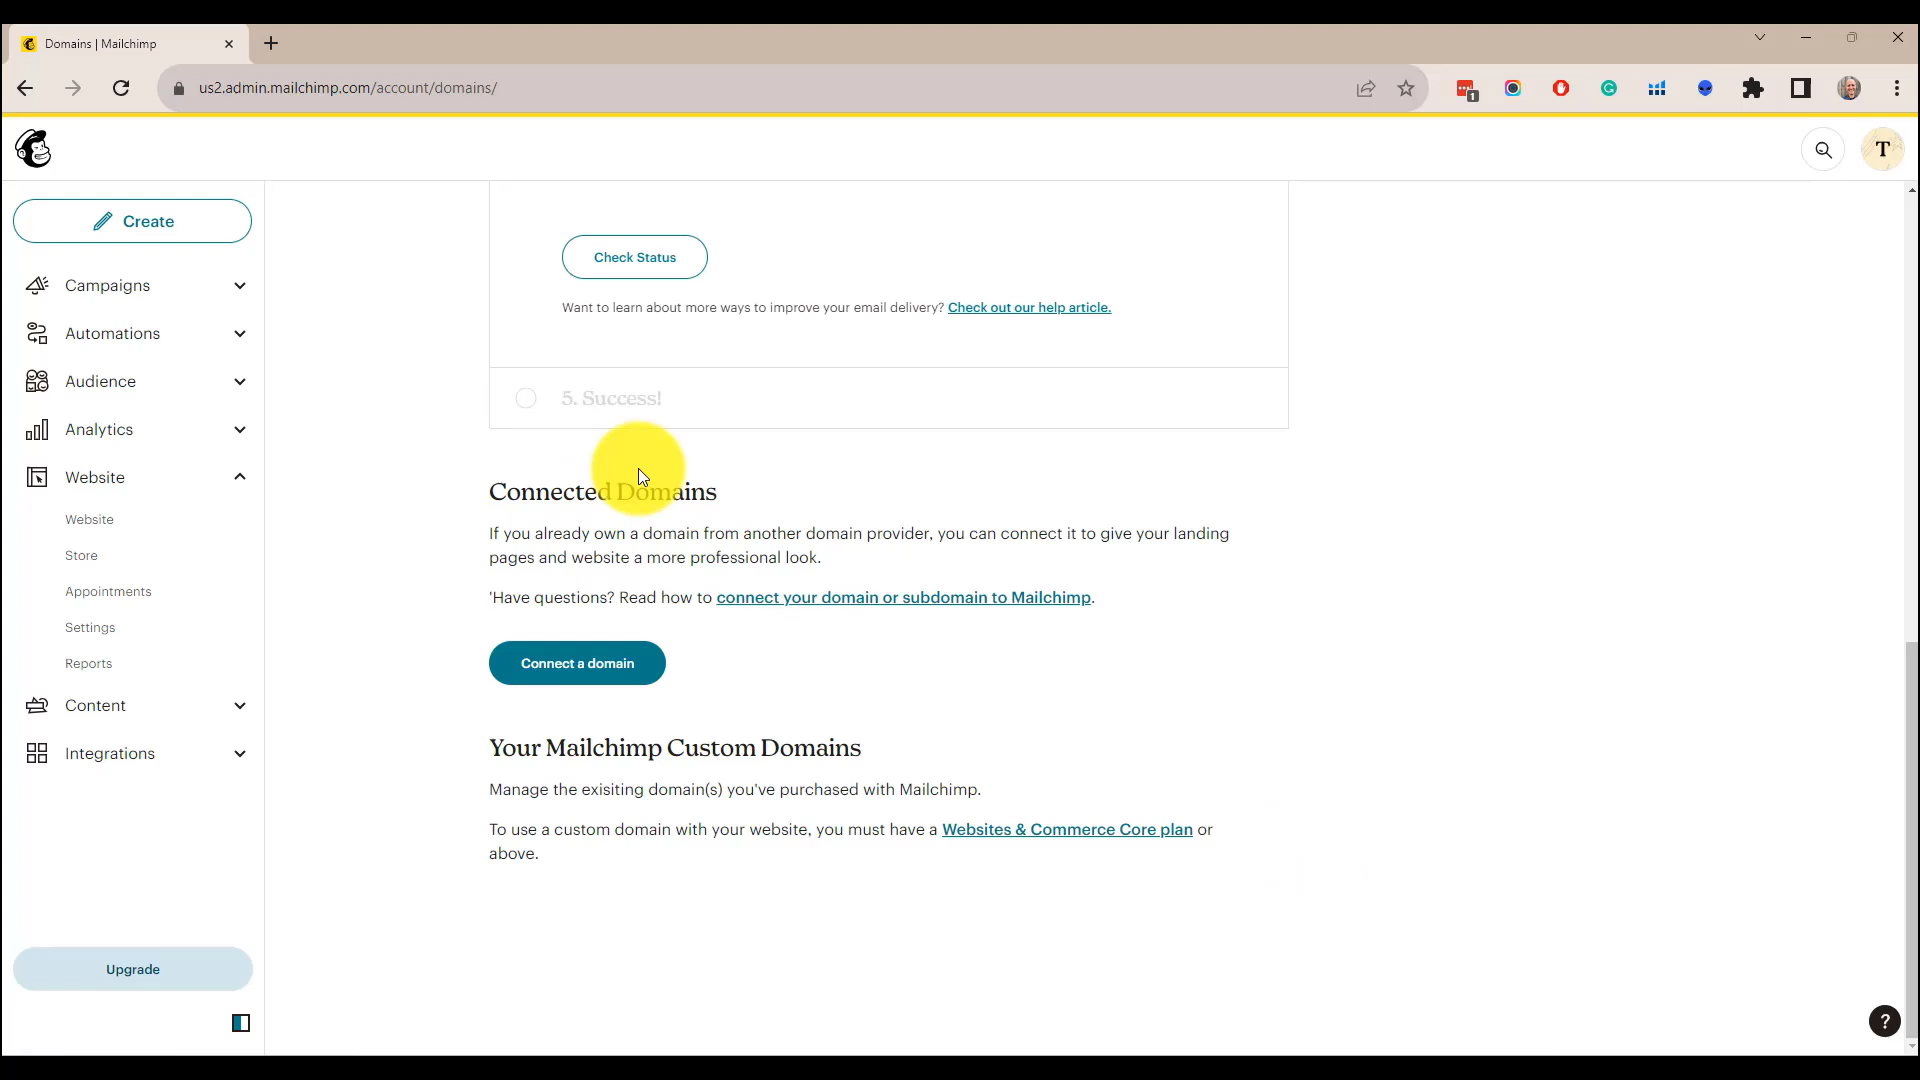 Domains | Mailchimp
us2.admin.mailchimp.com/account/domains/
1
T
Create
Campaigns
Automations
Audience
Analytics
Website
Website
Store
Appointments
Settings
Reports
Content
Integrations
Upgrade
Check Status
Want to learn about more ways to improve your email delivery? Check out our help article.
5. Success!
Connected Domains
If you already own a domain from another domain provider, you can connect it to give your landing
pages and website a more professional look.
'Have questions? Read how to connect your domain or subdomain to Mailchimp.
Connect a domain
Your Mailchimp Custom Domains
Manage the exisiting domain(s) you've purchased with Mailchimp.
To use a custom domain with your website, you must have a Websites & Commerce Core plan or
above.
?